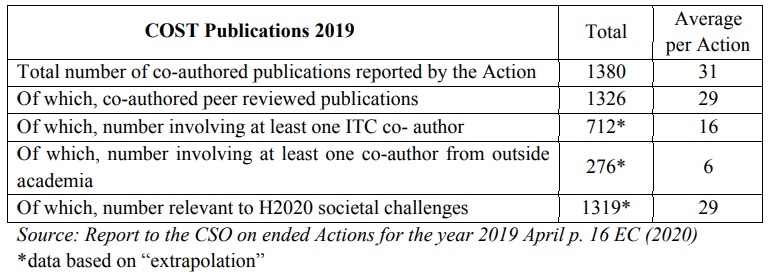 COST Publications 2019 Total Average per Action
Total number of co-authored publications reported by the Action 1380 31
Of which, co-authored peer reviewed publications 1326 29
Of which, number involving at least one ITC co- author 712* 16
Of which, number involving at least one co-author from outside
academia 276* 6
Of which, number relevant to H2020 societal challenges 1319* 29
Source: Report to the CSO on ended Actions for the year 2019 April p. 16 EC (2020)
*data based on “extrapolation”